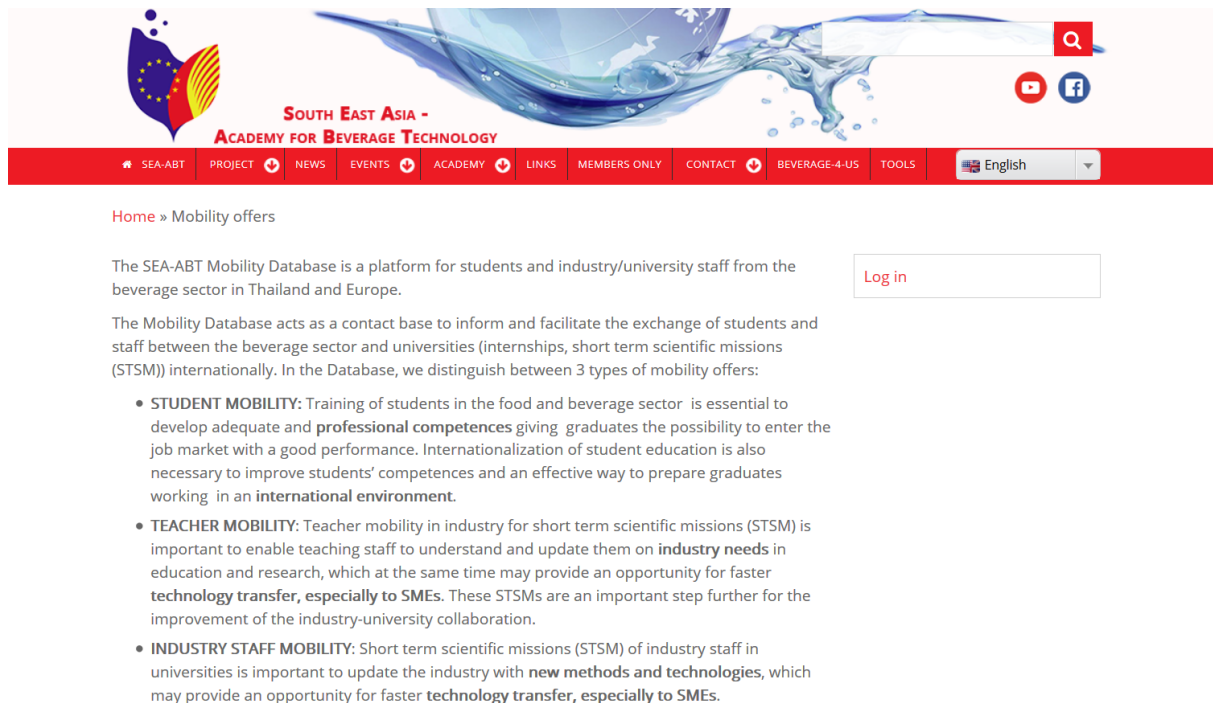 SOUTH EAST ASIA -
ACADEMY FOR BEVERAGE TECHNOLOGY
SEA-ABT PROJECT NEWS EVENTS ACADEMY LINKS MEMBERS ONLY CONTACT BEVERAGE-4-US TOOLS English
Home » Mobility offers
The SEA-ABT Mobility Database is a platform for students and industry/university staff from the
beverage sector in Thailand and Europe.
Log in
The Mobility Database acts as a contact base to inform and facilitate the exchange of students and
staff between the beverage sector and universities (internships, short term scientific missions
(STSM)) internationally. In the Database, we distinguish between 3 types of mobility offers:
• STUDENT MOBILITY: Training of students in the food and beverage sector  is essential to
develop adequate and professional competences giving  graduates the possibility to enter the
job market with a good performance. Internationalization of student education is also
necessary to improve students’ competences and an effective way to prepare graduates
working  in an international environment.
• TEACHER MOBILITY: Teacher mobility in industry for short term scientific missions (STSM) is
important to enable teaching staff to understand and update them on industry needs in
education and research, which at the same time may provide an opportunity for faster
technology transfer, especially to SMEs. These STSMs are an important step further for the
improvement of the industry-university collaboration.
• INDUSTRY STAFF MOBILITY: Short term scientific missions (STSM) of industry staff in
universities is important to update the industry with new methods and technologies, which
may provide an opportunity for faster technology transfer, especially to SMEs.